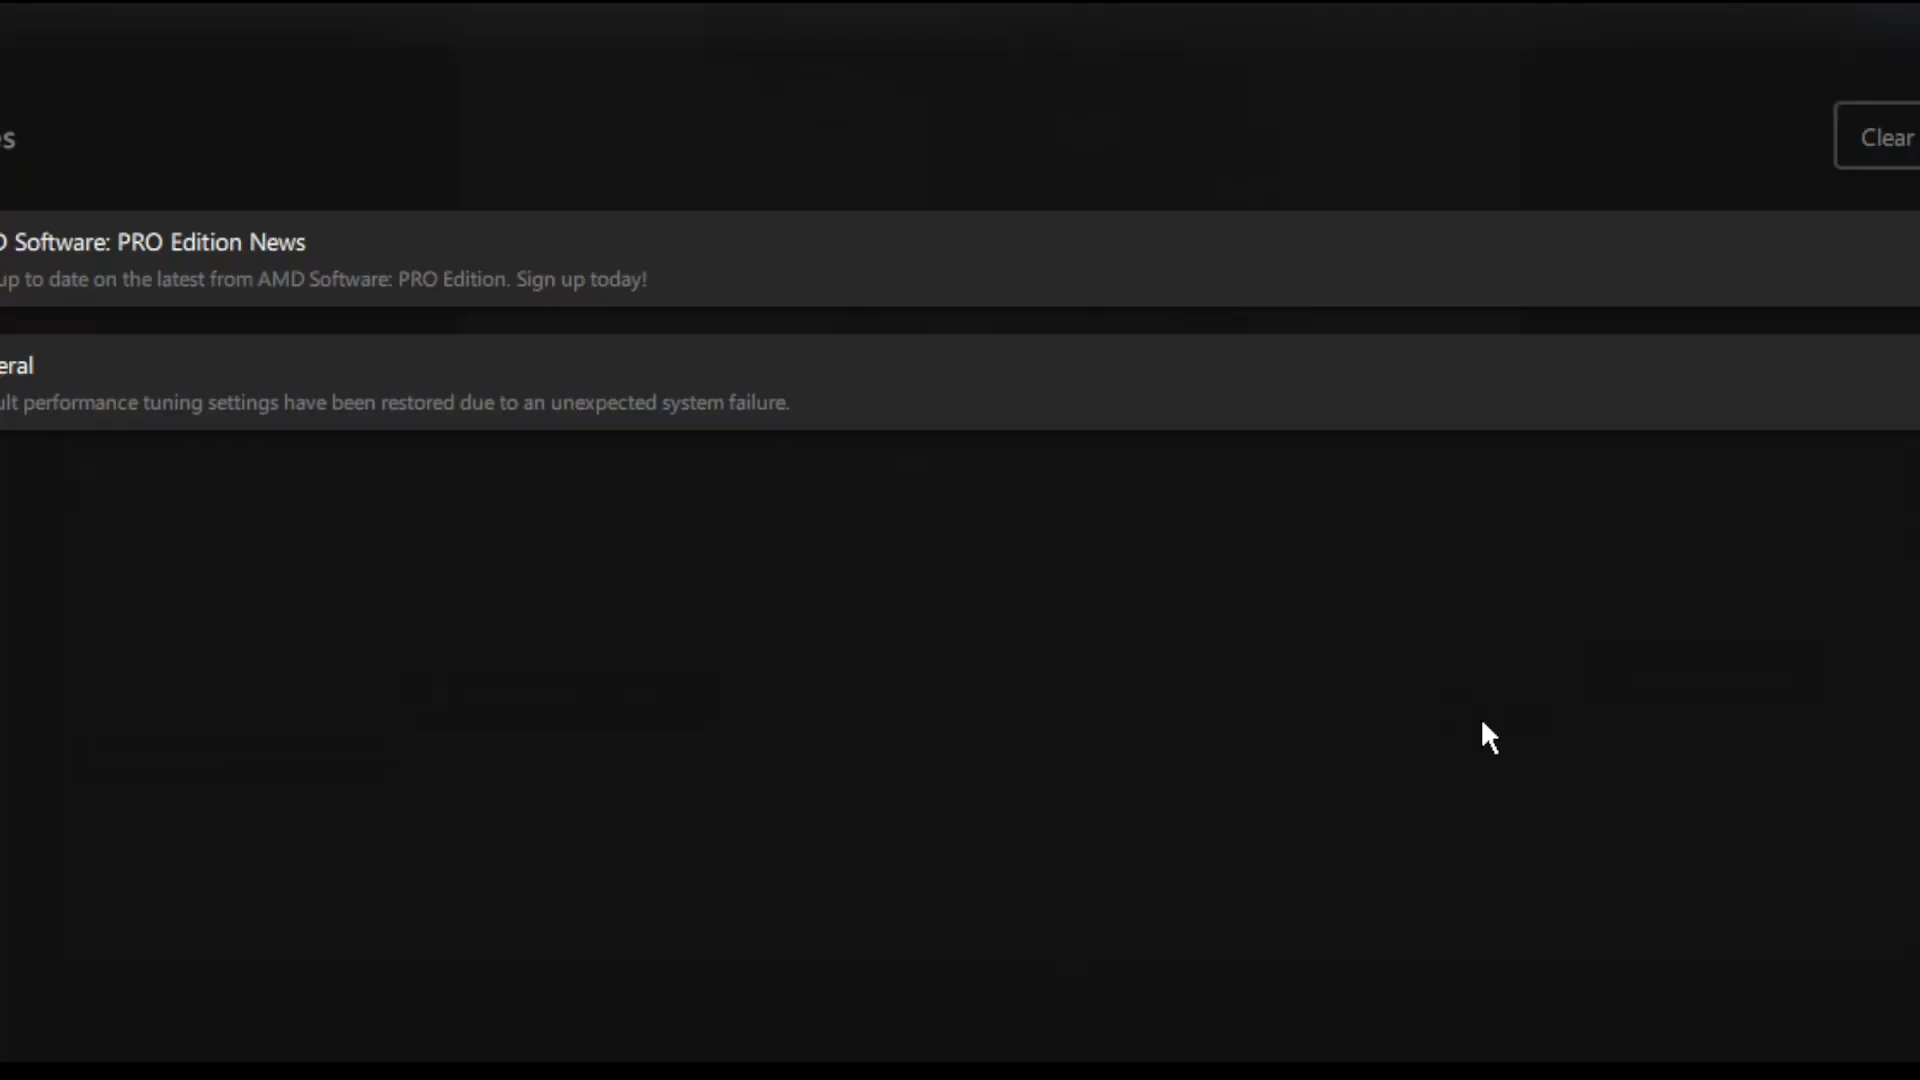 es
Clear
D Software: PRO Edition News
up to date on the latest from AMD Software: PRO Edition. Sign up today!
eral
ult performance tuning settings have been restored due to an unexpected system failure.